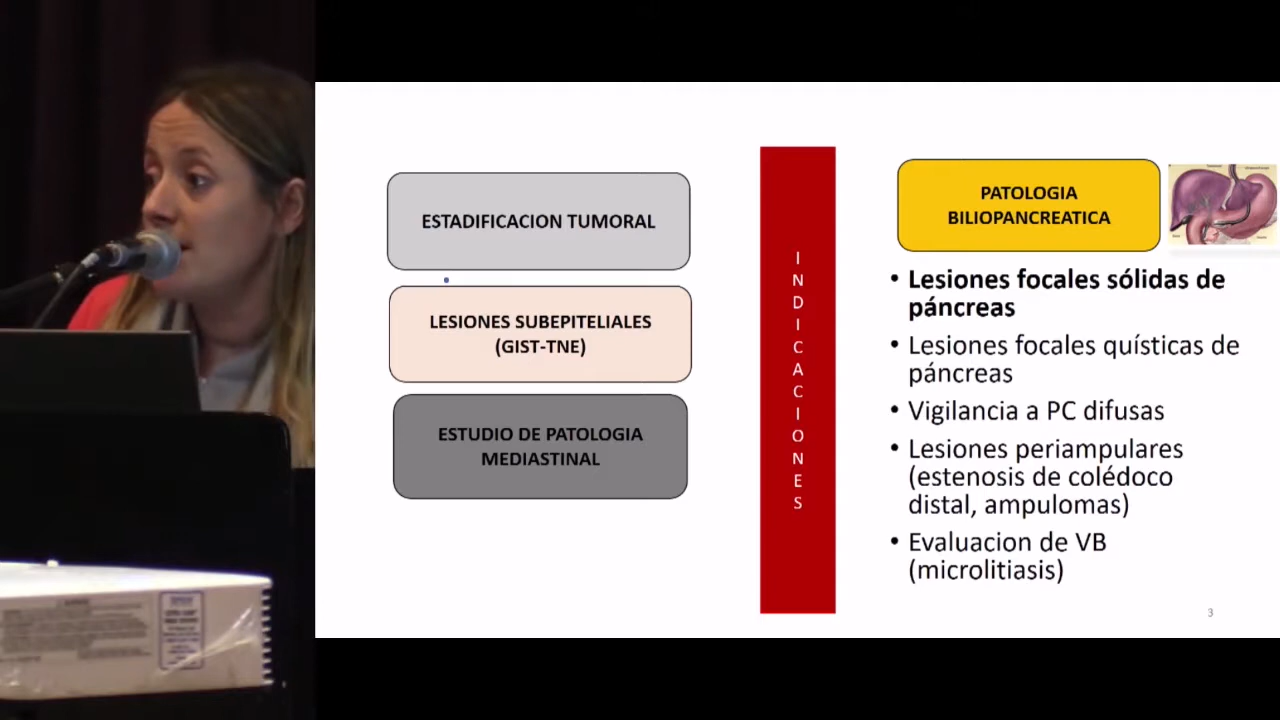 ESTADIFICACION TUMORAL
LESIONES SUBEPITELIALES
(GIST-TNE)
ESTUDIO DE PATOLOGIA
MEDIASTINAL
I
N
D
I
C
A
C
I
O
N
E
S
PATOLOGIA
BILIOPANCREATICA
• Lesiones focales sólidas de
páncreas
• Lesiones focales quísticas de
páncreas
• Vigilancia a PC difusas
• Lesiones periampulares
(estenosis de colédoco
distal, ampulomas)
• Evaluacion de VB
(microlitiasis)
3